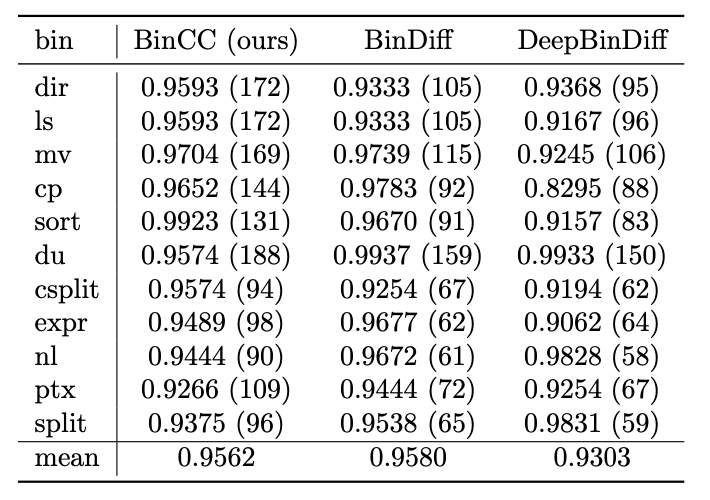 bin BinCC (ours) BinDiff DeepBinDiff
dir 0.9593 (172) 0.9333 (105) 0.9368 (95)
ls 0.9593 (172) 0.9333 (105) 0.9167 (96)
mv 0.9704 (169) 0.9739 (115) 0.9245 (106)
cp 0.9652 (144) 0.9783 (92) 0.8295 (88)
sort 0.9923 (131) 0.9670 (91) 0.9157 (83)
du 0.9574 (188) 0.9937 (159) 0.9933 (150)
csplit 0.9574 (94) 0.9254 (67) 0.9194 (62)
expr 0.9489 (98) 0.9677 (62) 0.9062 (64)
nl 0.9444 (90) 0.9672 (61) 0.9828 (58)
ptx 0.9266 (109) 0.9444 (72) 0.9254 (67)
split 0.9375 (96) 0.9538 (65) 0.9831 (59)
mean 0.9562 0.9580 0.9303